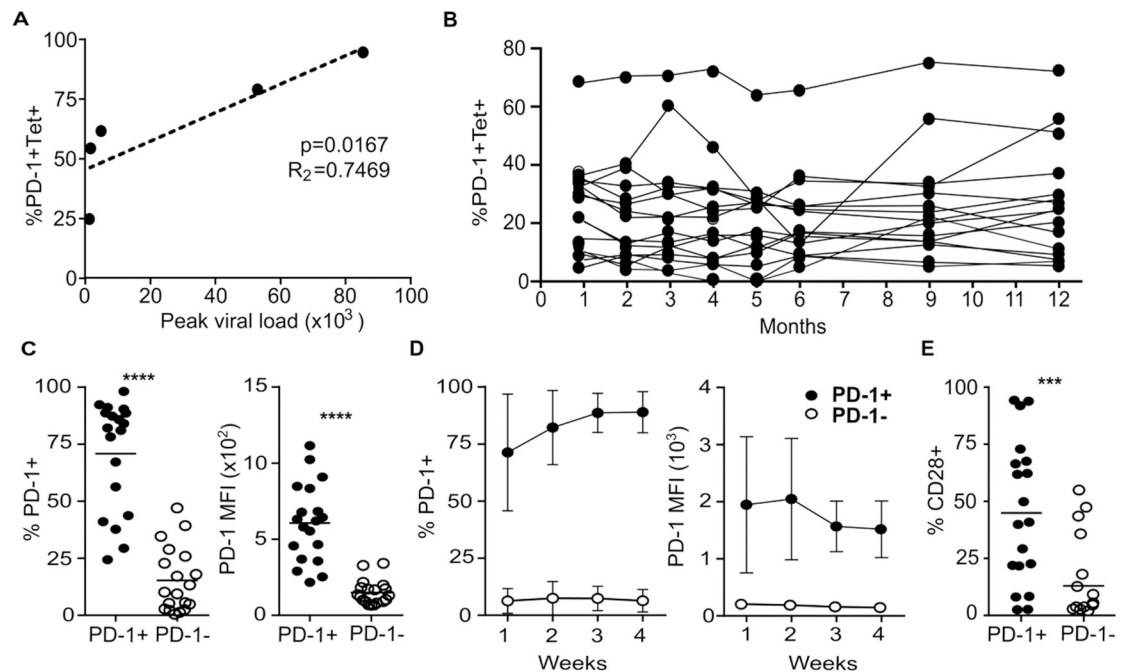 A
100
75
50
25
0
%PD-1+Tet+
p=0.0167
R2=0.7469
0 20 40 60 80 100
Peak viral load (x10³ )
B
80
60
40
20
0
%PD-1+Tet+
0 1 2 3 4 5 6 7 8 9 10 11 12
Months
C
100
75
50
25
0
% PD-1+
****
PD-1+ PD-1-
15
10
5
0
PD-1 MFI (x10²)
****
PD-1+ PD-1-
D
100
75
50
25
0
% PD-1+
1 2 3 4
Weeks
4
3
2
1
0
PD-1 MFI (10³)
PD-1+
PD-1-
1 2 3 4
Weeks
E
100
75
50
25
0
% CD28+
***
PD-1+ PD-1-